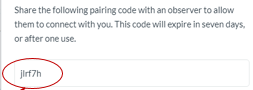 Share the following pairing code with an observer to allow
them to connect with you. This code will expire in seven days,
or after one use.
jIrf7h